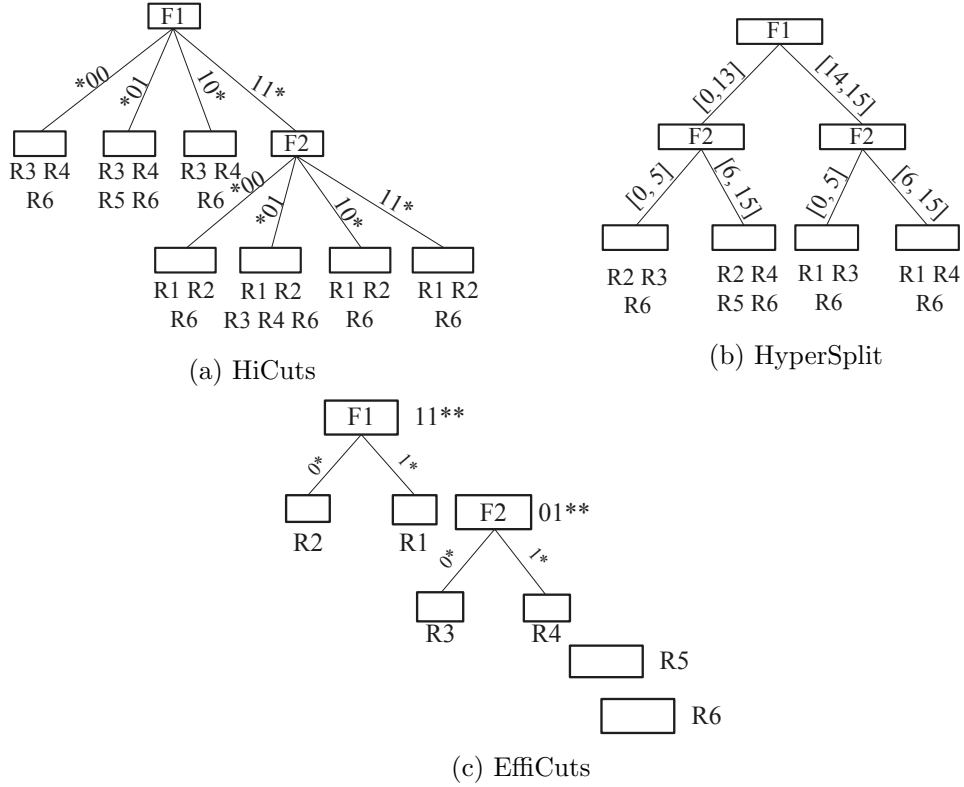 F1
*00
*01
10*
11*
F2
R3 R4
R6
R3 R4
R5 R6
R3 R4
R6
*00
*01
10*
11*
R1 R2
R6
R1 R2
R3 R4 R6
R1 R2
R6
R1 R2
R6
(a) HiCuts
F1
[0,13]
[14,15]
F2
F2
[0, 5]
[6, 15]
[0, 5]
[6, 15]
R2 R3
R6
R2 R4
R5 R6
R1 R3
R6
R1 R4
R6
(b) HyperSplit
F1
11**
0*
1*
R2
R1
F2
01**
0*
1*
R3
R4
R5
R6
(c) EffiCuts